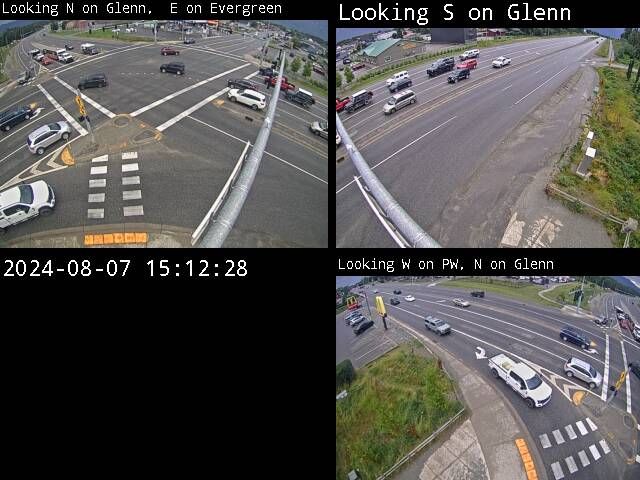 Looking N on Glenn, E on Evergreen
Looking S on Glenn
2024-08-07 15:12:28
Looking W on PW, N on Glenn